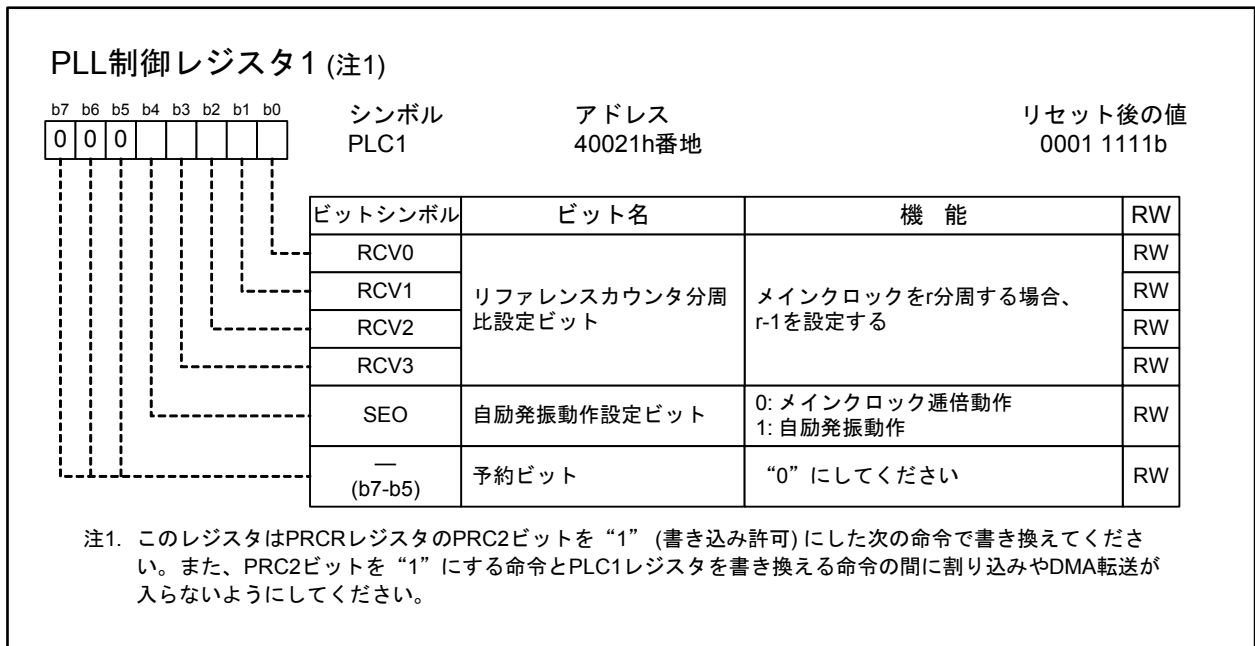 PLL制御レジスタ1 (注1)
b7 b6 b5 b4 b3 b2 b1 b0
0 0 0
シンボル アドレス リセット後の値
PLC1 40021h番地 0001 1111b
ビットシンボル ビット名 機 能 RW
RCV0 RW
RCV1 RW
リファレンスカウンタ分周
比設定ビット
メインクロックをr分周する場合、
r-1を設定する
RCV2 RW
RCV3 RW
SEO 自励発振動作設定ビット 0: メインクロック逓倍動作
1: 自励発振動作 RW
—
(b7-b5) 予約ビット “0”にしてください RW
注1. このレジスタはPRCRレジスタのPRC2ビットを“1” (書き込み許可) にした次の命令で書き換えてくださ
い。また、PRC2ビットを“1”にする命令とPLC1レジスタを書き換える命令の間に割り込みやDMA転送が
入らないようにしてください。